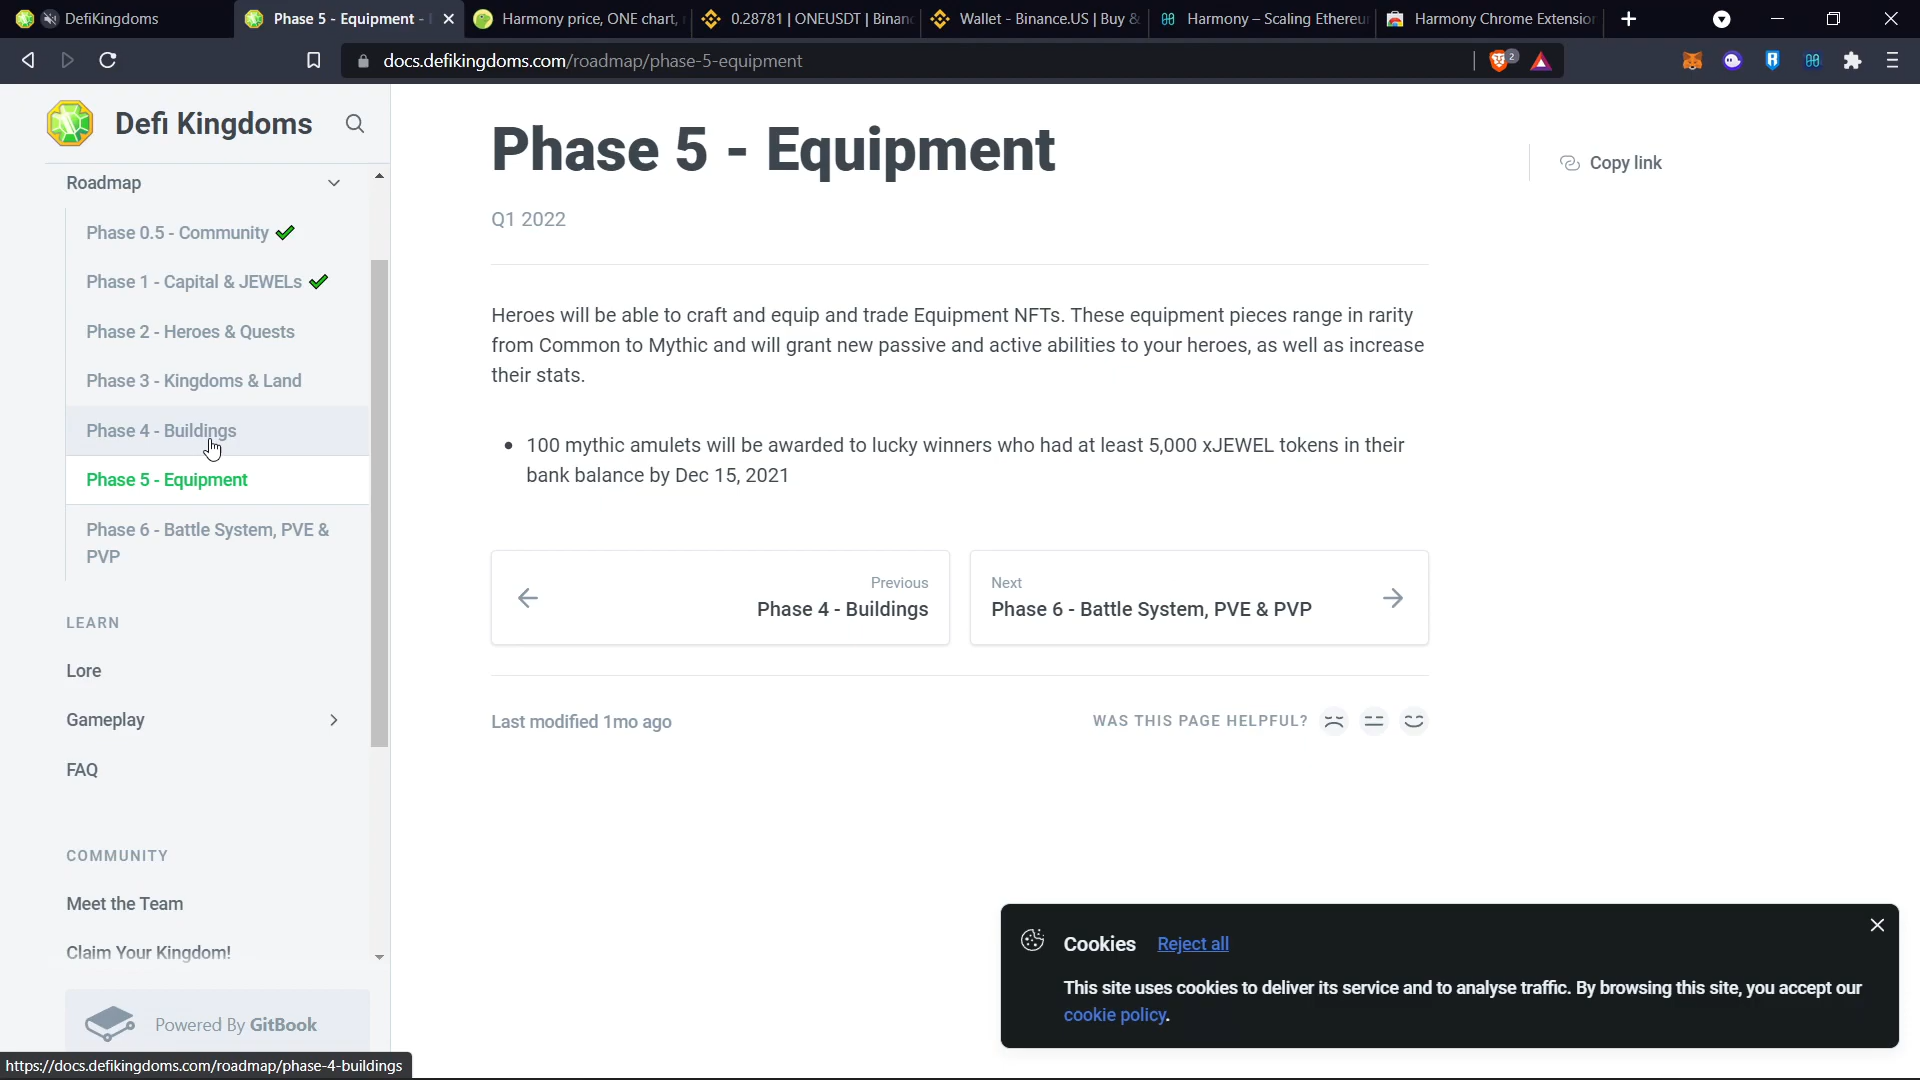 DefiKingdoms
Phase 5 - Equipment -
Harmony price, ONE chart,
0.28781 | ONEUSDT | Binanc
Wallet - Binance.US | Buy &
Harmony – Scaling Ethereu
Harmony Chrome Extension
docs.defikingdoms.com/roadmap/phase-5-equipment
2
Defi Kingdoms
Roadmap
Phase 0.5 - Community
Phase 1 - Capital & JEWELs
Phase 2 - Heroes & Quests
Phase 3 - Kingdoms & Land
Phase 4 - Buildings
Phase 5 - Equipment
Phase 6 - Battle System, PVE &
PVP
LEARN
Lore
Gameplay
FAQ
COMMUNITY
Meet the Team
Claim Your Kingdom!
Powered By GitBook
https://docs.defikingdoms.com/roadmap/phase-4-buildings
Phase 5 - Equipment
Q1 2022
Copy link
Heroes will be able to craft and equip and trade Equipment NFTs. These equipment pieces range in rarity
from Common to Mythic and will grant new passive and active abilities to your heroes, as well as increase
their stats.
• 100 mythic amulets will be awarded to lucky winners who had at least 5,000 xJEWEL tokens in their
bank balance by Dec 15, 2021
Previous
Phase 4 - Buildings
Next
Phase 6 - Battle System, PVE & PVP
Last modified 1mo ago
WAS THIS PAGE HELPFUL?
Cookies Reject all
This site uses cookies to deliver its service and to analyse traffic. By browsing this site, you accept our
cookie policy.